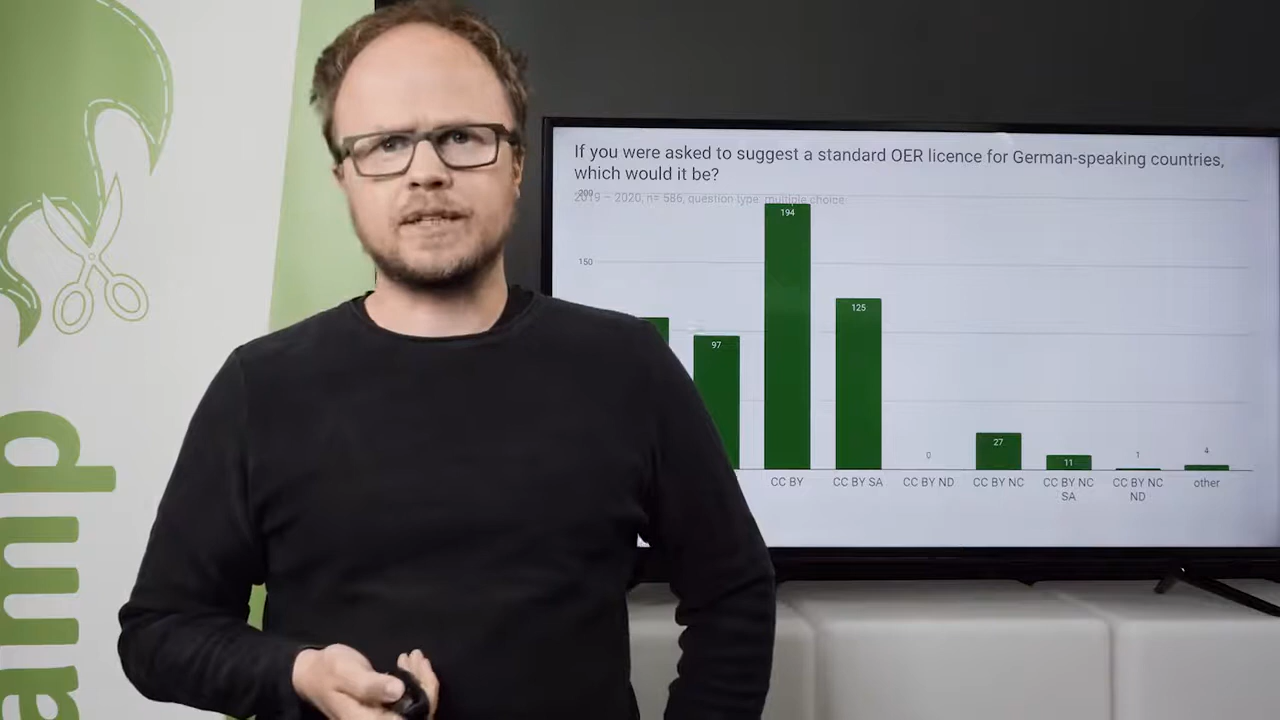 If you were asked to suggest a standard OER licence for German-speaking countries,
which would it be?
2019 – 2020, n= 586, question type: multiple choice
200
194
150
125
97
27
11
0
1
4
CC BY
CC BY SA
CC BY ND
CC BY NC
CC BY NC
SA
CC BY NC
ND
other
amp